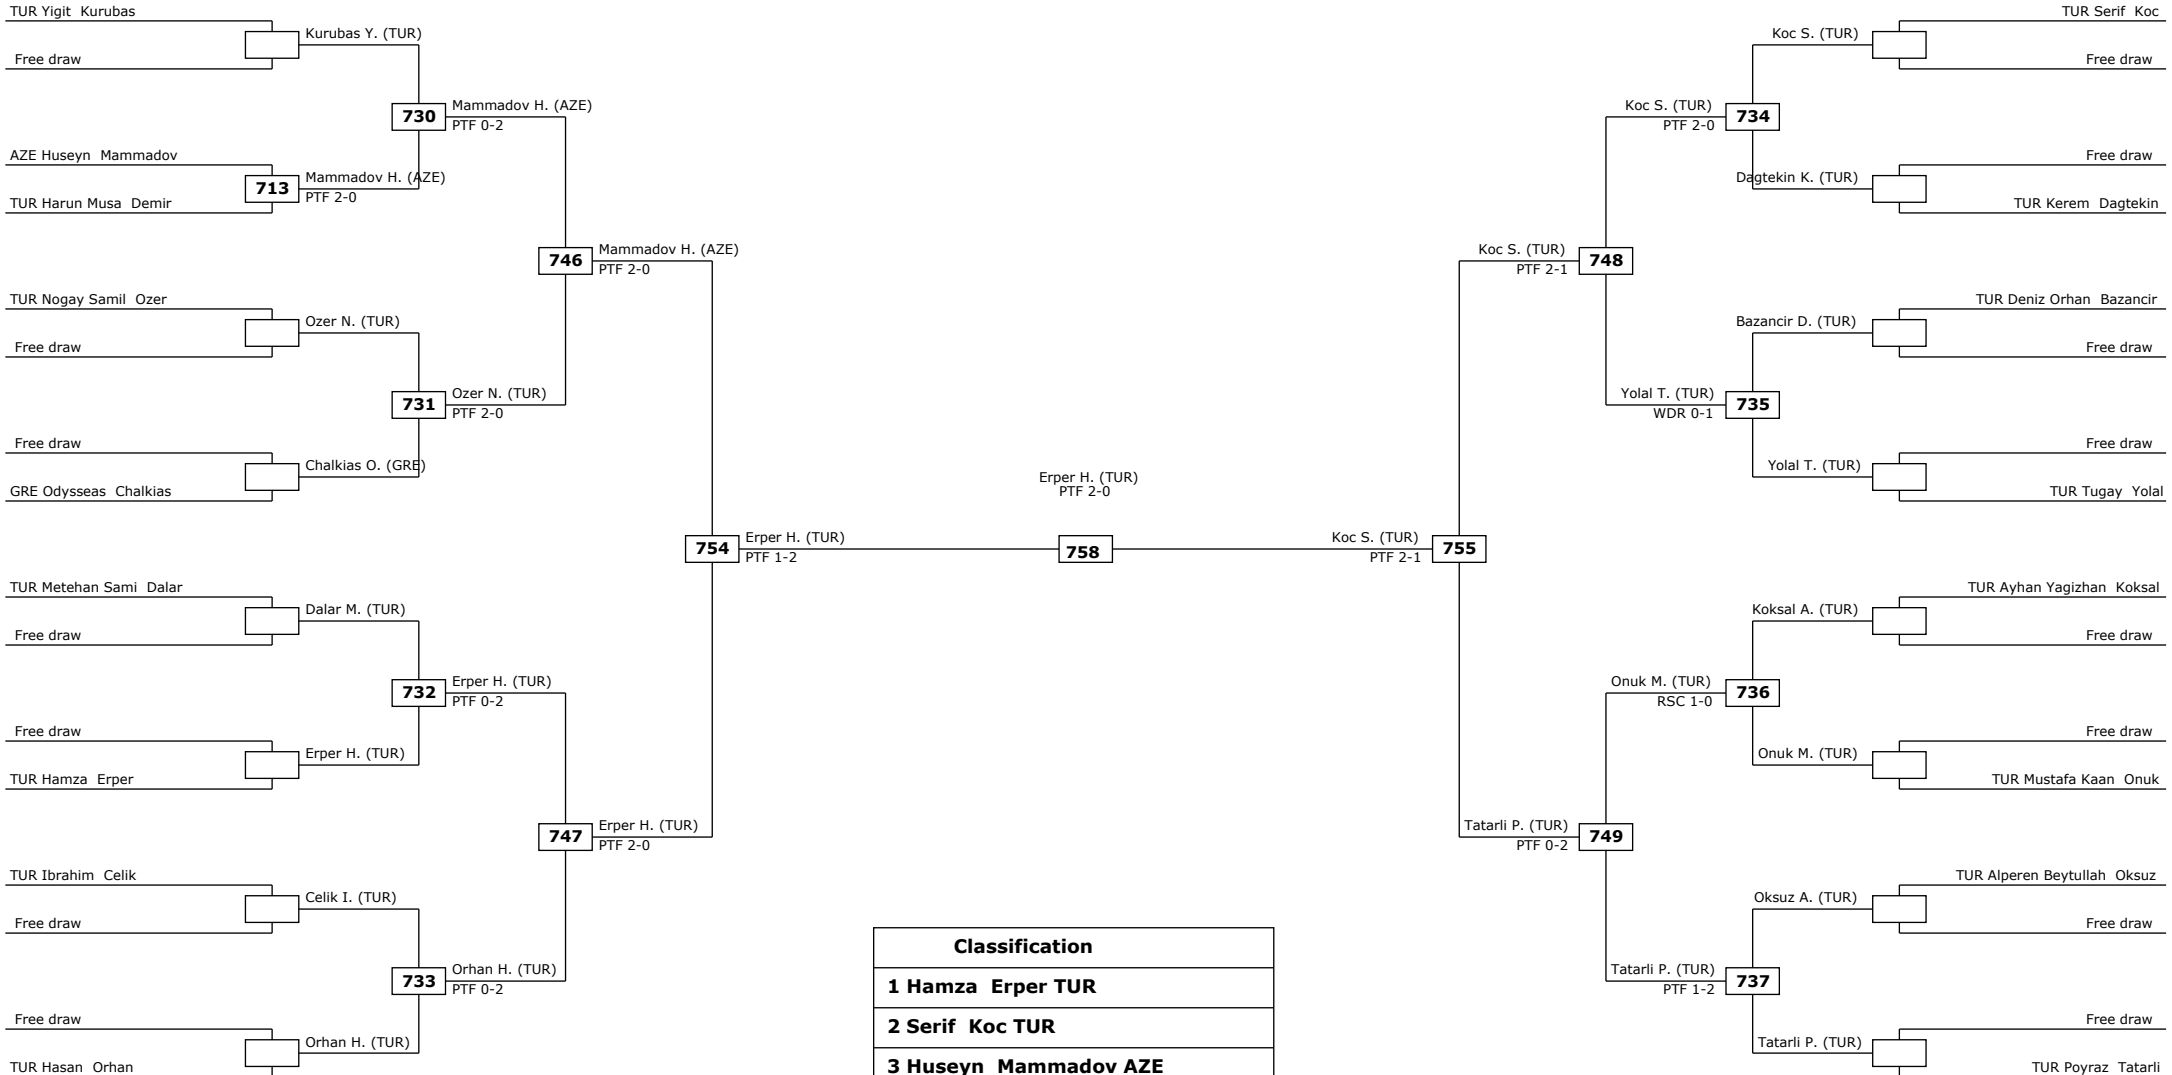 TUR Yigit Kurubas
Kurubas Y. (TUR)
Free draw
730
Mammadov H. (AZE)
PTF 0-2
AZE Huseyn Mammadov
713
Mammadov H. (AZE)
PTF 2-0
TUR Harun Musa Demir
746
Mammadov H. (AZE)
PTF 2-0
TUR Nogay Samil Ozer
Ozer N. (TUR)
Free draw
731
Ozer N. (TUR)
PTF 2-0
Free draw
Chalkias O. (GRE)
GRE Odysseas Chalkias
754
Erper H. (TUR)
PTF 1-2
TUR Metehan Sami Dalar
Dalar M. (TUR)
Free draw
732
Erper H. (TUR)
PTF 0-2
Free draw
Erper H. (TUR)
TUR Hamza Erper
747
Erper H. (TUR)
PTF 2-0
TUR Ibrahim Celik
Celik I. (TUR)
Free draw
733
Orhan H. (TUR)
PTF 0-2
Free draw
Orhan H. (TUR)
TUR Hasan Orhan
Erper H. (TUR)
PTF 2-0
758
Classification
1 Hamza Erper TUR
2 Serif Koc TUR
3 Huseyn Mammadov AZE
TUR Serif Koc
Koc S. (TUR)
Free draw
Koc S. (TUR)
PTF 2-0
734
Free draw
Dagtekin K. (TUR)
TUR Kerem Dagtekin
Koc S. (TUR)
PTF 2-1
748
TUR Deniz Orhan Bazancir
Bazancir D. (TUR)
Free draw
Yolal T. (TUR)
WDR 0-1
735
Free draw
Yolal T. (TUR)
TUR Tugay Yolal
Koc S. (TUR)
PTF 2-1
755
TUR Ayhan Yagizhan Koksal
Koksal A. (TUR)
Free draw
Onuk M. (TUR)
RSC 1-0
736
Free draw
Onuk M. (TUR)
TUR Mustafa Kaan Onuk
Tatarli P. (TUR)
PTF 0-2
749
TUR Alperen Beytullah Oksuz
Oksuz A. (TUR)
Free draw
Tatarli P. (TUR)
PTF 1-2
737
Free draw
Tatarli P. (TUR)
TUR Poyraz Tatarli